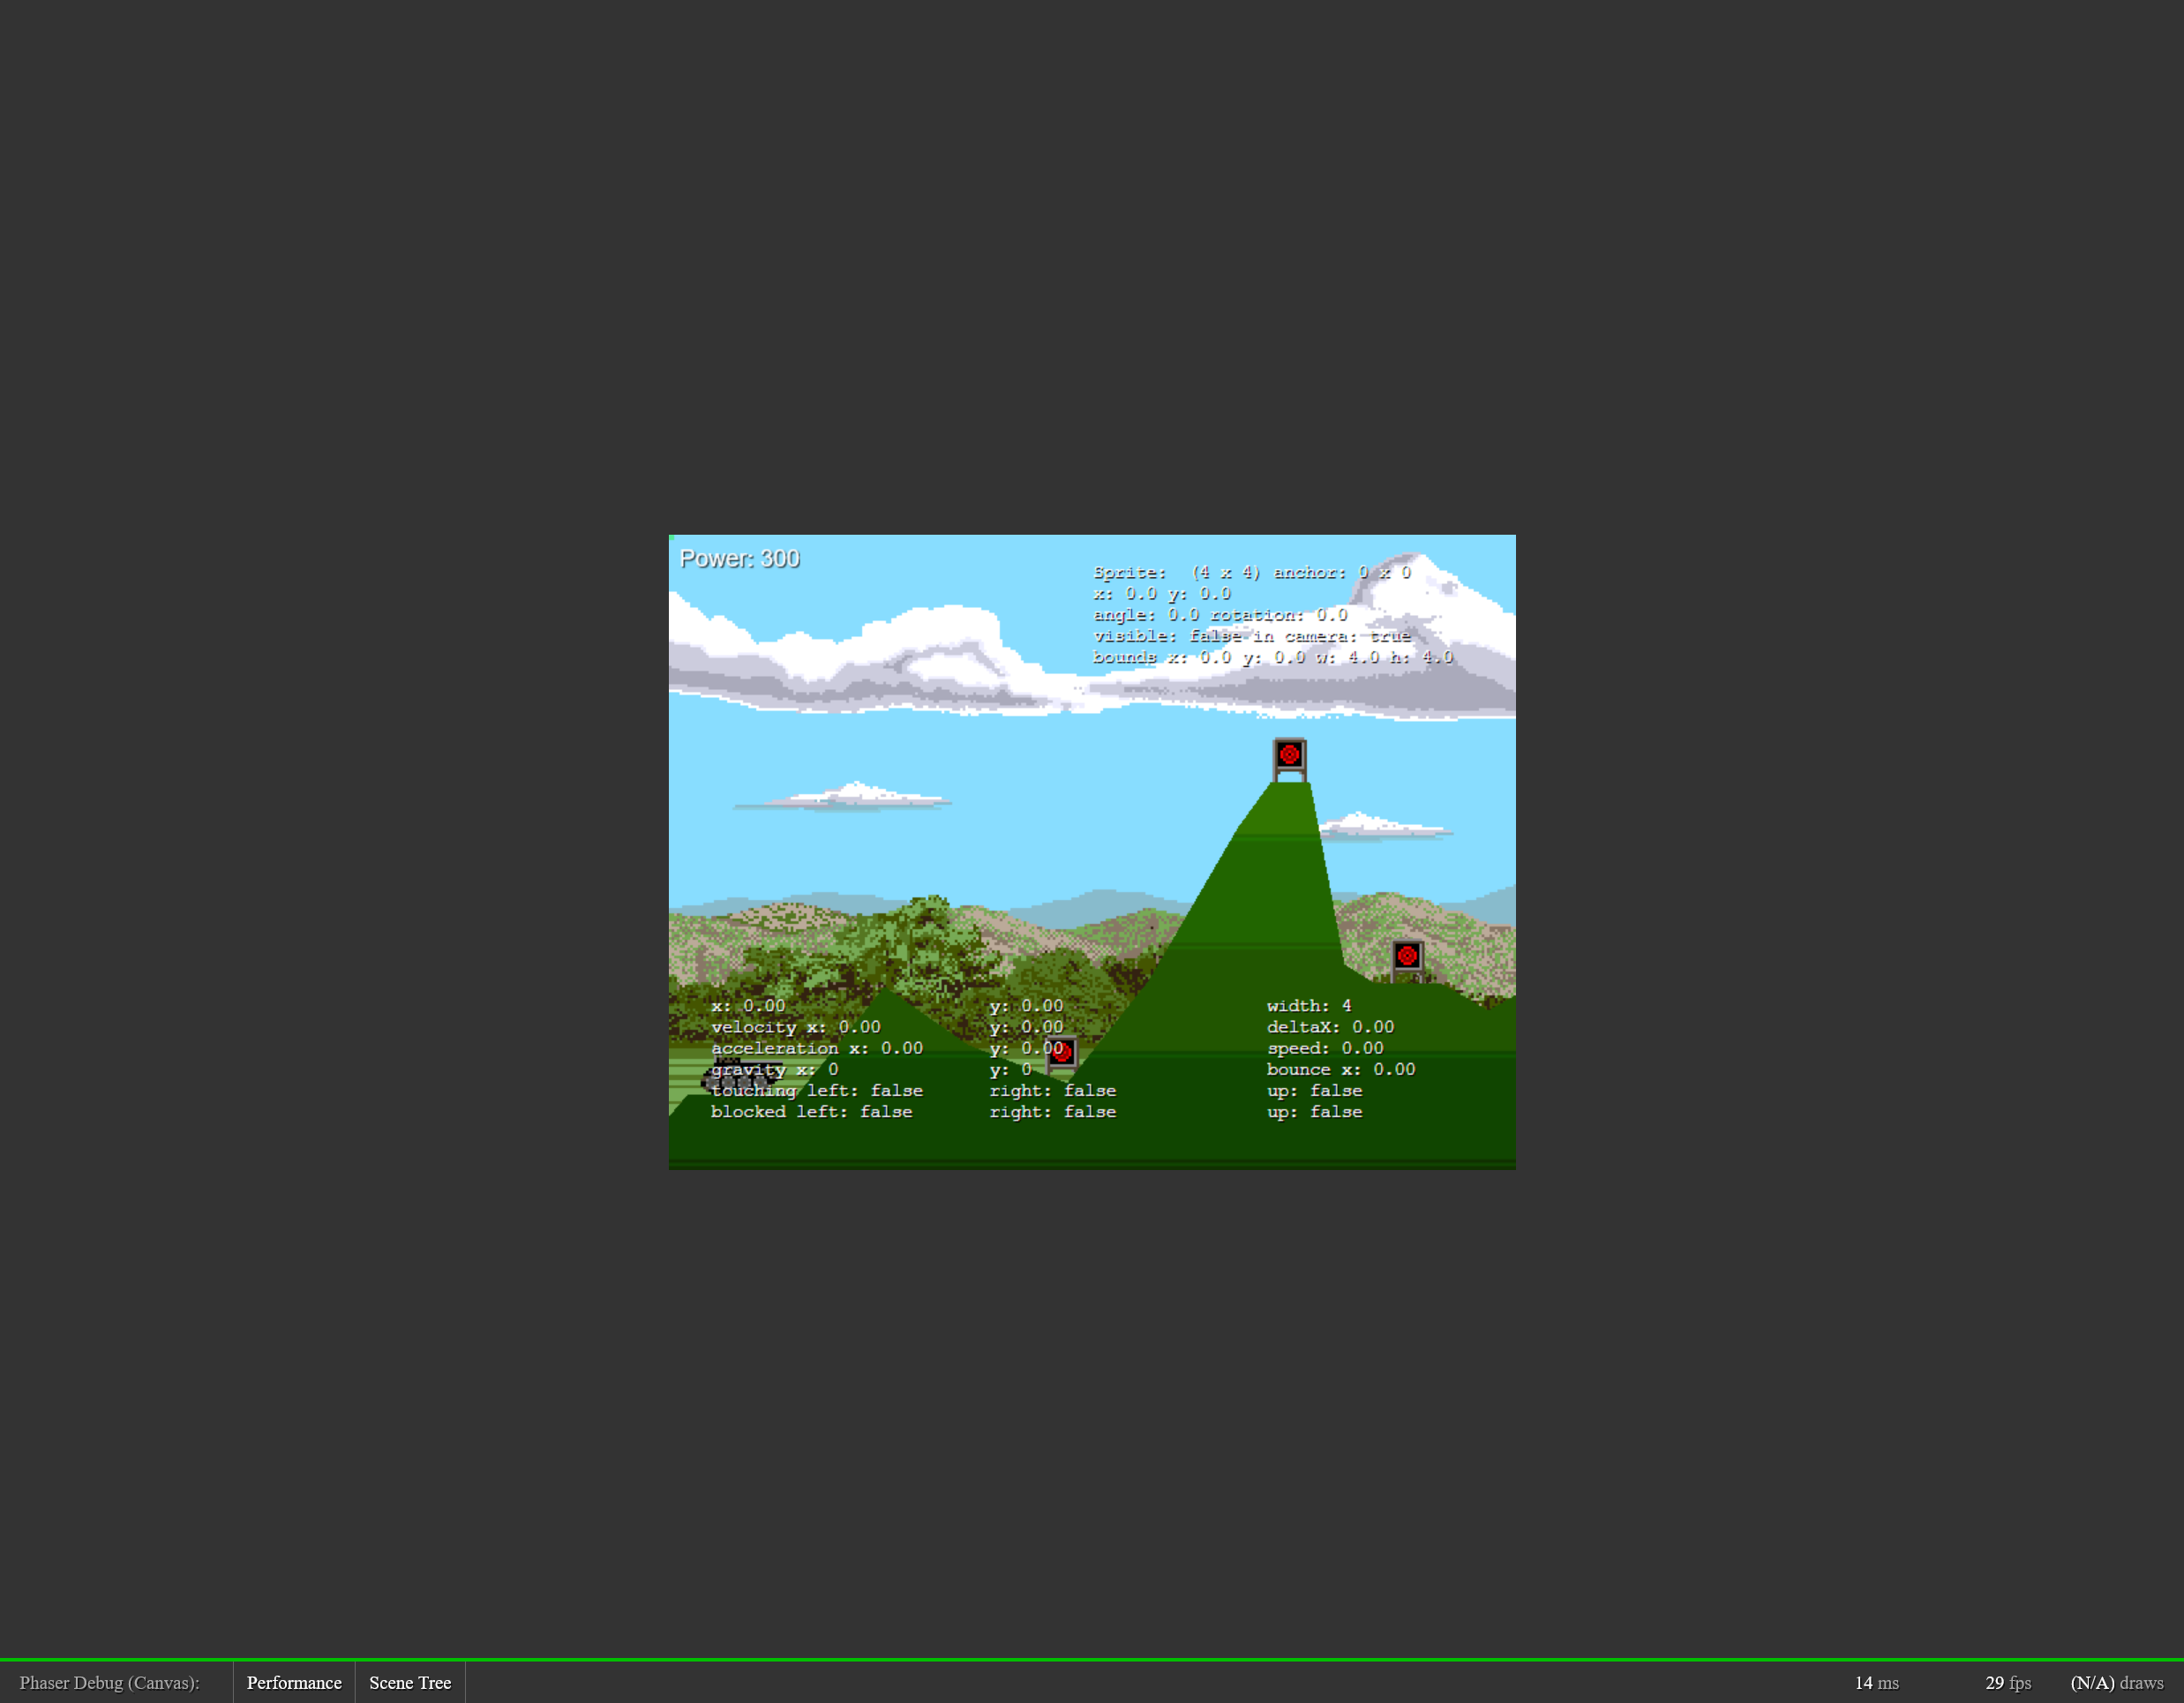 Power: 300
Sprite:  (4 x 4) anchor: 0 x 0
x: 0.0 y: 0.0
angle: 0.0 rotation: 0.0
visible: false in camera: true
bounds x: 0.0 y: 0.0 w: 4.0 h: 4.0
x: 0.00 y: 0.00 width: 4
velocity x: 0.00 y: 0.00 deltaX: 0.00
acceleration x: 0.00 y: 0.00 speed: 0.00
gravity x: 0 y: 0 bounce x: 0.00
touching left: false right: false up: false
blocked left: false right: false up: false
Phaser Debug (Canvas): Performance Scene Tree 14 ms 29 fps (N/A) draws